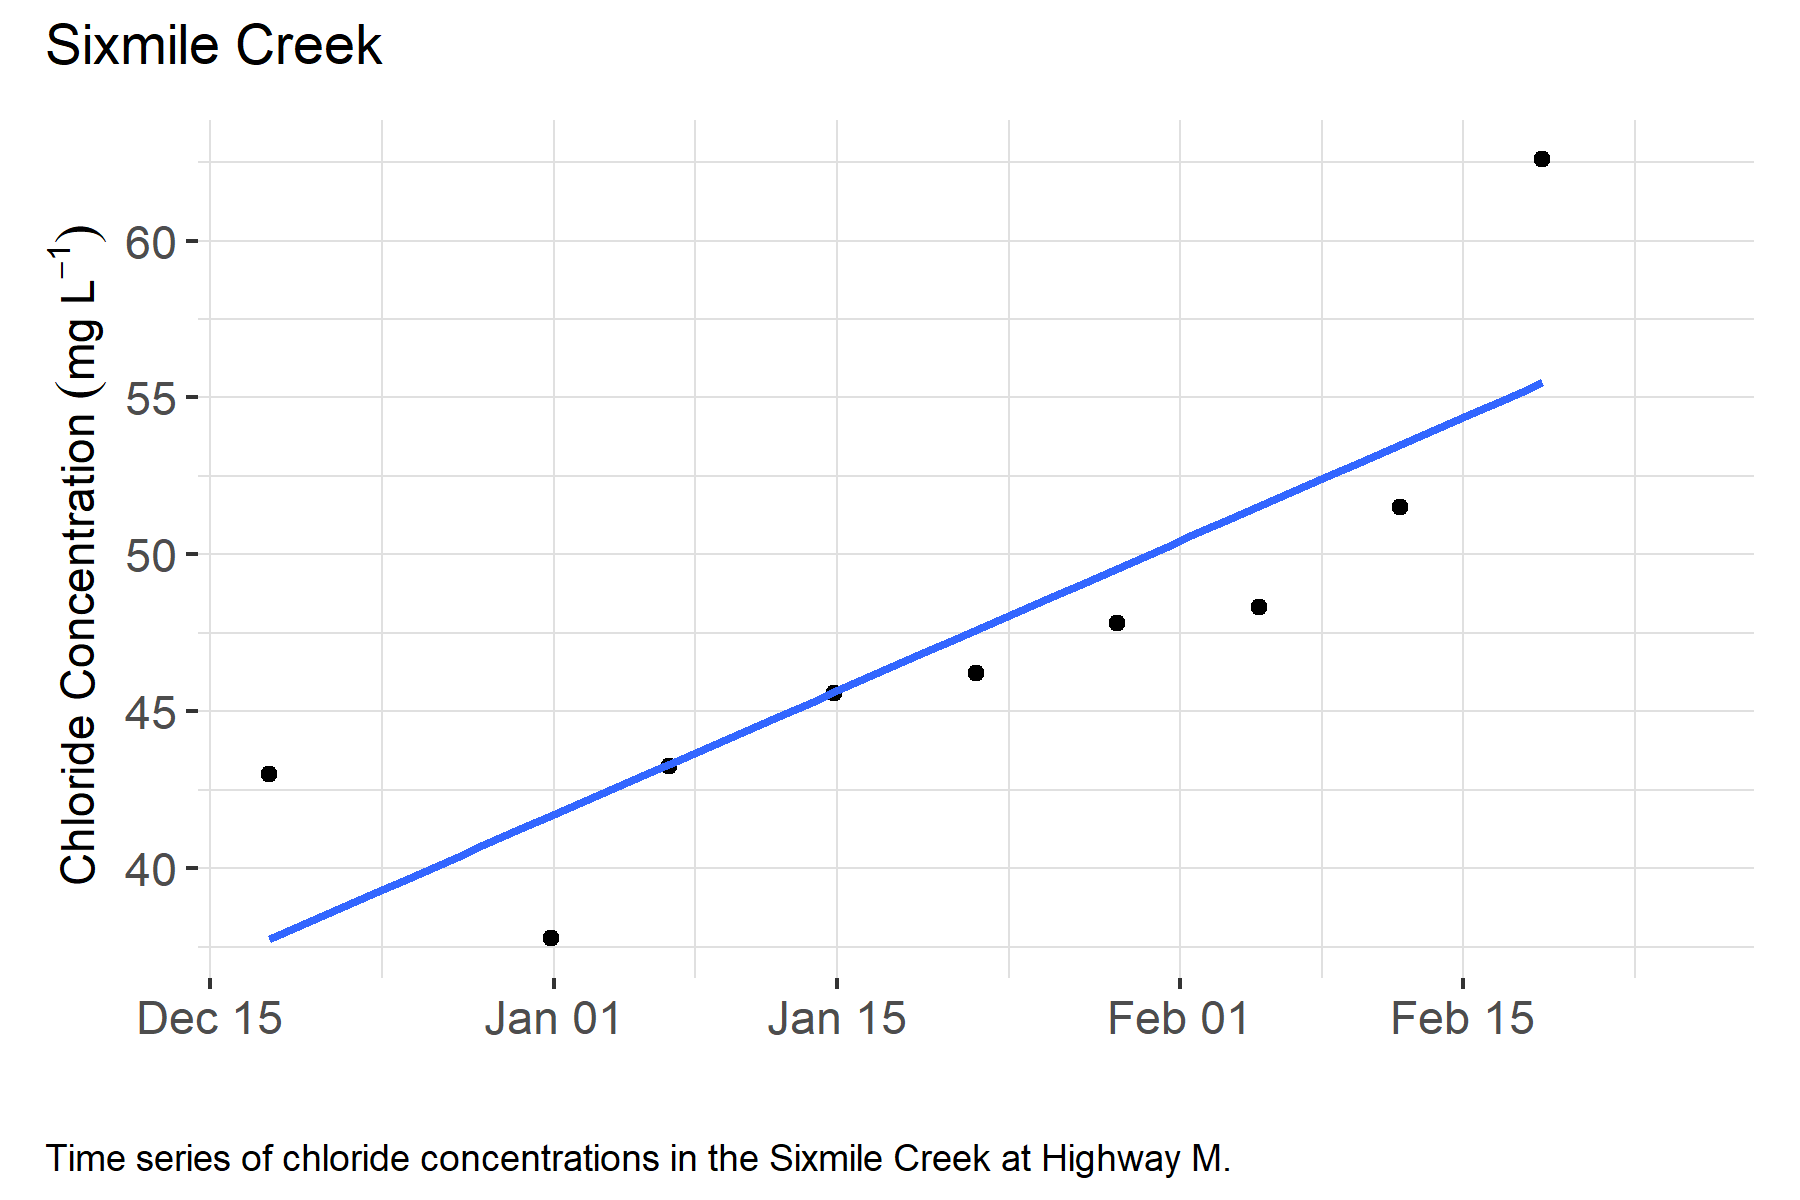 Sixmile Creek
Chloride Concentration (mg L⁻¹)
60
55
50
45
40
Dec 15 Jan 01 Jan 15 Feb 01 Feb 15
Time series of chloride concentrations in the Sixmile Creek at Highway M.